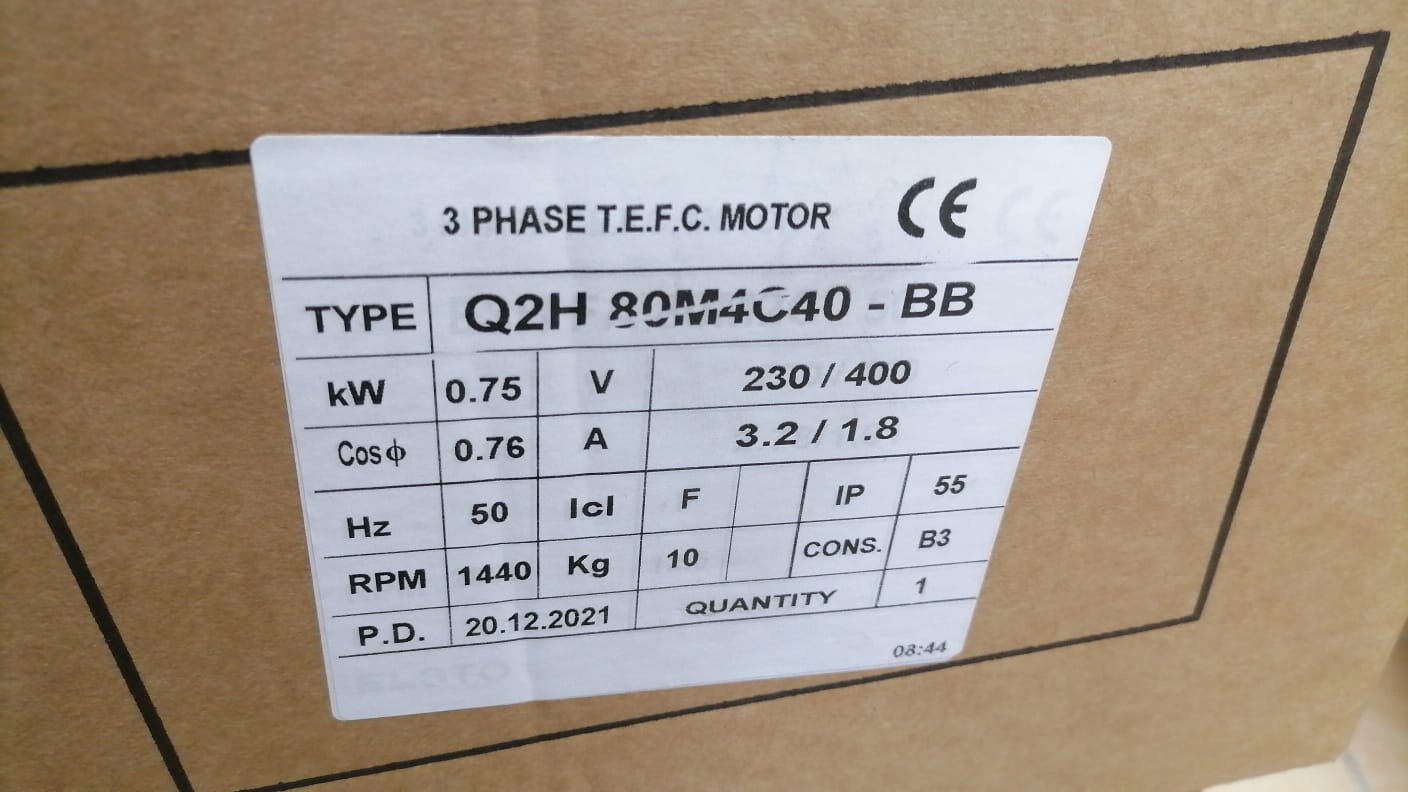 3 PHASE T.E.F.C. MOTOR CE
TYPE Q2H 80M4C40 - BB
kW 0.75 V 230 / 400
Cos ϕ 0.76 A 3.2 / 1.8
Hz 50 Icl F IP 55
RPM 1440 Kg 10 CONS. B3
P.D. 20.12.2021 QUANTITY 1
08:44